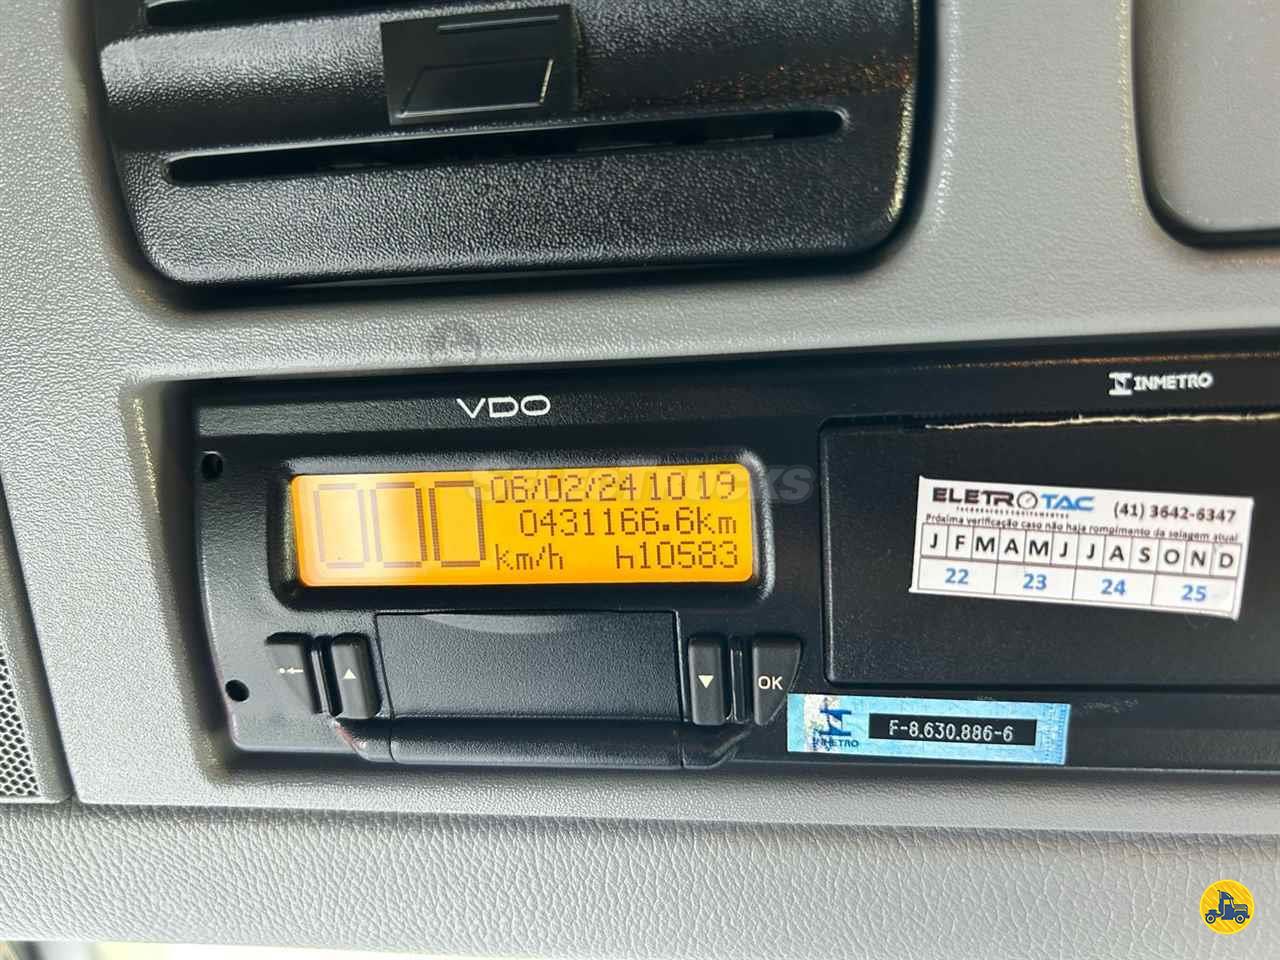 INMETRO
VDO
000
06/02/24 10 19
0431166.6km
km/h h10583
ELETROTAC (41) 3642-6347
Próxima verificação caso não haja rompimento da selagem atual
J F M A M J J A S O N D
22 23 24 25
OK
INMETRO F-8.630.886-6